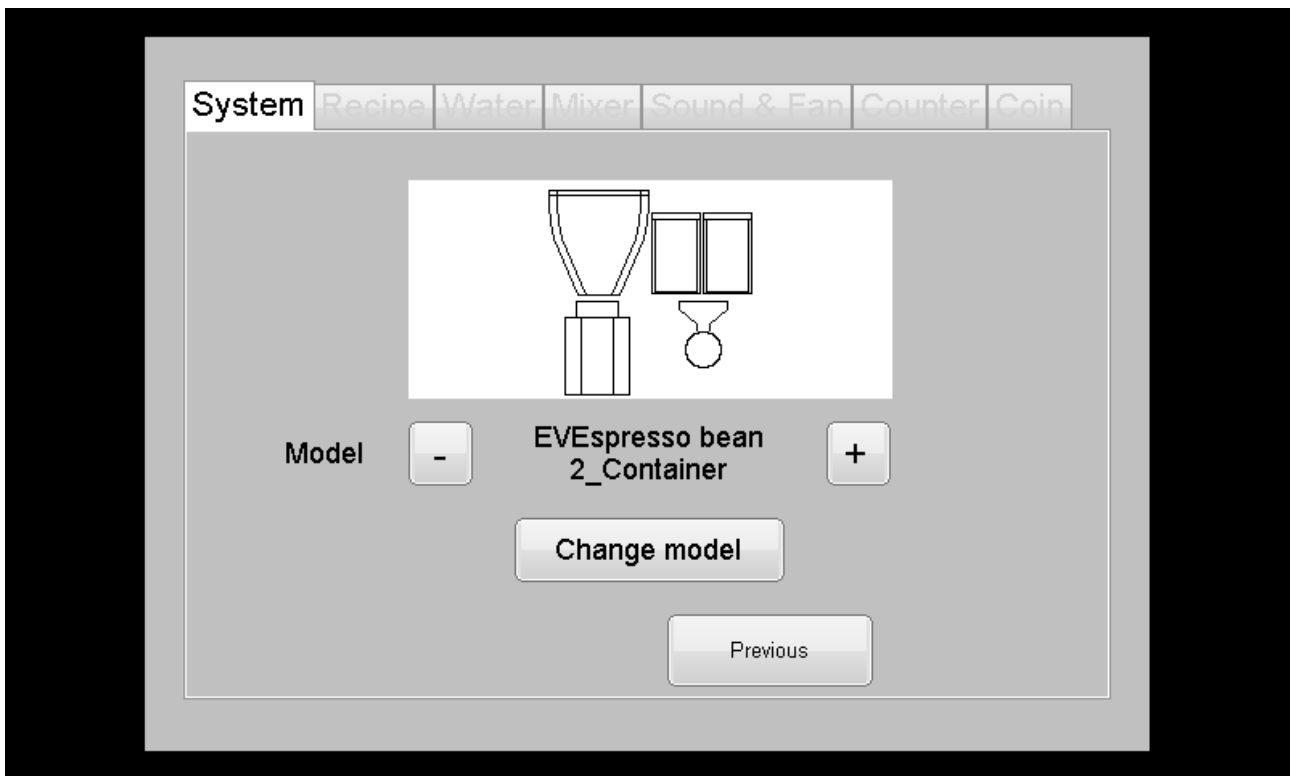 System Recipe Water Mixer Sound & Fan Counter Coin
Model - EVEspresso bean
2_Container +
Change model
Previous